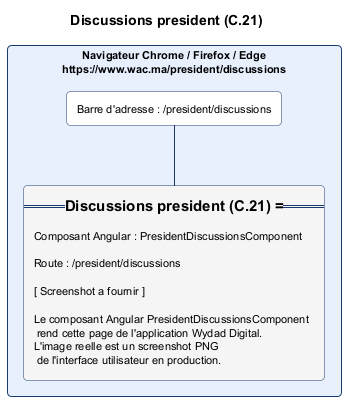 Discussions president (C.21)
Navigateur Chrome / Firefox / Edge
https://www.wac.ma/president/discussions
Barre d'adresse : /president/discussions
Discussions president (C.21) =
Composant Angular : PresidentDiscussionsComponent
Route : /president/discussions
[ Screenshot a fournir ]
Le composant Angular PresidentDiscussionsComponent
rend cette page de l'application Wydad Digital.
L'image reelle est un screenshot PNG
de l'interface utilisateur en production.